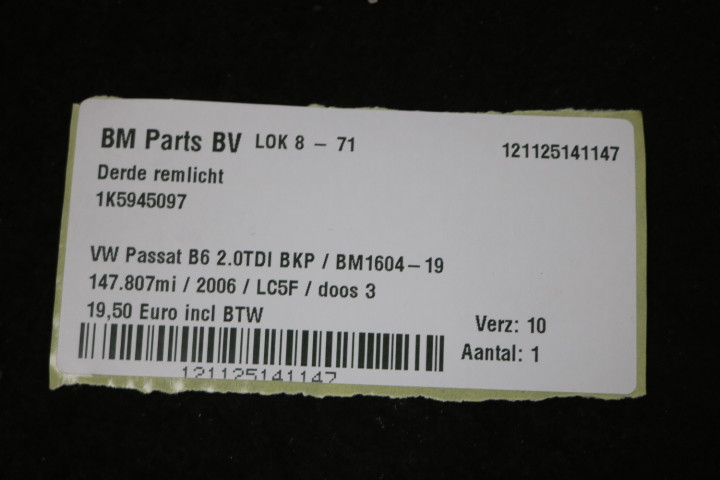 BM Parts BV LOK 8 – 71 121125141147
Derde remlicht
1K5945097
VW Passat B6 2.0TDI BKP / BM1604–19
147.807mi / 2006 / LC5F / doos 3
19,50 Euro incl BTW
Verz: 10
Aantal: 1
121125141147